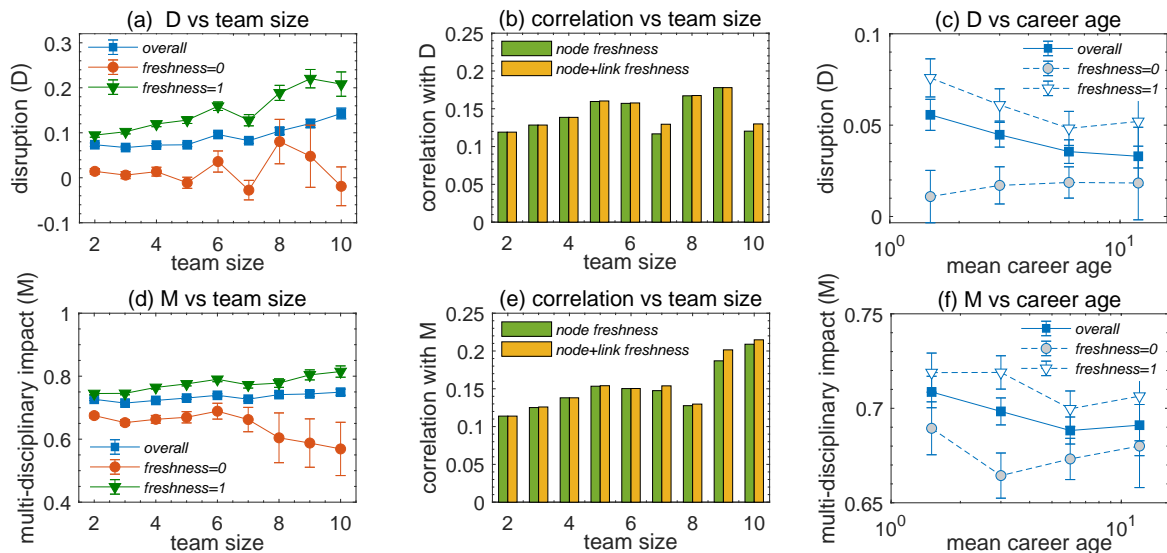 (a) D vs team size
disruption (D)
0.3
0.2
0.1
0
-0.1
overall
freshness=0
freshness=1
2 4 6 8 10
team size
(b) correlation vs team size
correlation with D
0.25
0.2
0.15
0.1
0.05
0
node freshness
node+link freshness
2 4 6 8 10
team size
(c) D vs career age
disruption (D)
0.1
0.05
0
overall
freshness=0
freshness=1
10^0 10^1
mean career age
(d) M vs team size
multi-disciplinary impact (M)
1
0.8
0.6
0.4
overall
freshness=0
freshness=1
2 4 6 8 10
team size
(e) correlation vs team size
correlation with M
0.25
0.2
0.15
0.1
0.05
0
node freshness
node+link freshness
2 4 6 8 10
team size
(f) M vs career age
multi-disciplinary impact (M)
0.75
0.7
0.65
overall
freshness=0
freshness=1
10^0 10^1
mean career age